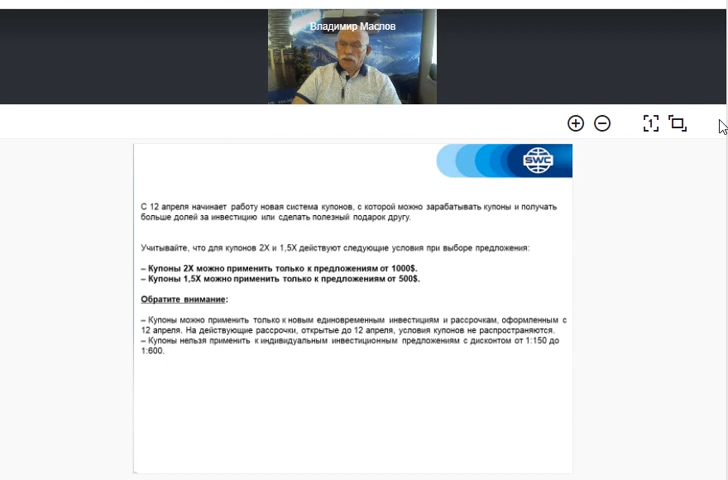 Владимир Маслов
1
SWC
С 12 апреля начинает работу новая система купонов, с которой можно зарабатывать купоны и получать
больше долей за инвестицию или сделать полезный подарок другу.
Учитывайте, что для купонов 2Х и 1,5Х действуют следующие условия при выборе предложения:
– Купоны 2Х можно применить только к предложениям от 1000$.
– Купоны 1,5Х можно применить только к предложениям от 500$.
Обратите внимание:
– Купоны можно применить только к новым единовременным инвестициям и рассрочкам, оформленным с
12 апреля. На действующие рассрочки, открытые до 12 апреля, условия купонов не распространяются.
– Купоны нельзя применить к индивидуальным инвестиционным предложениям с дисконтом от 1:150 до
1:600.